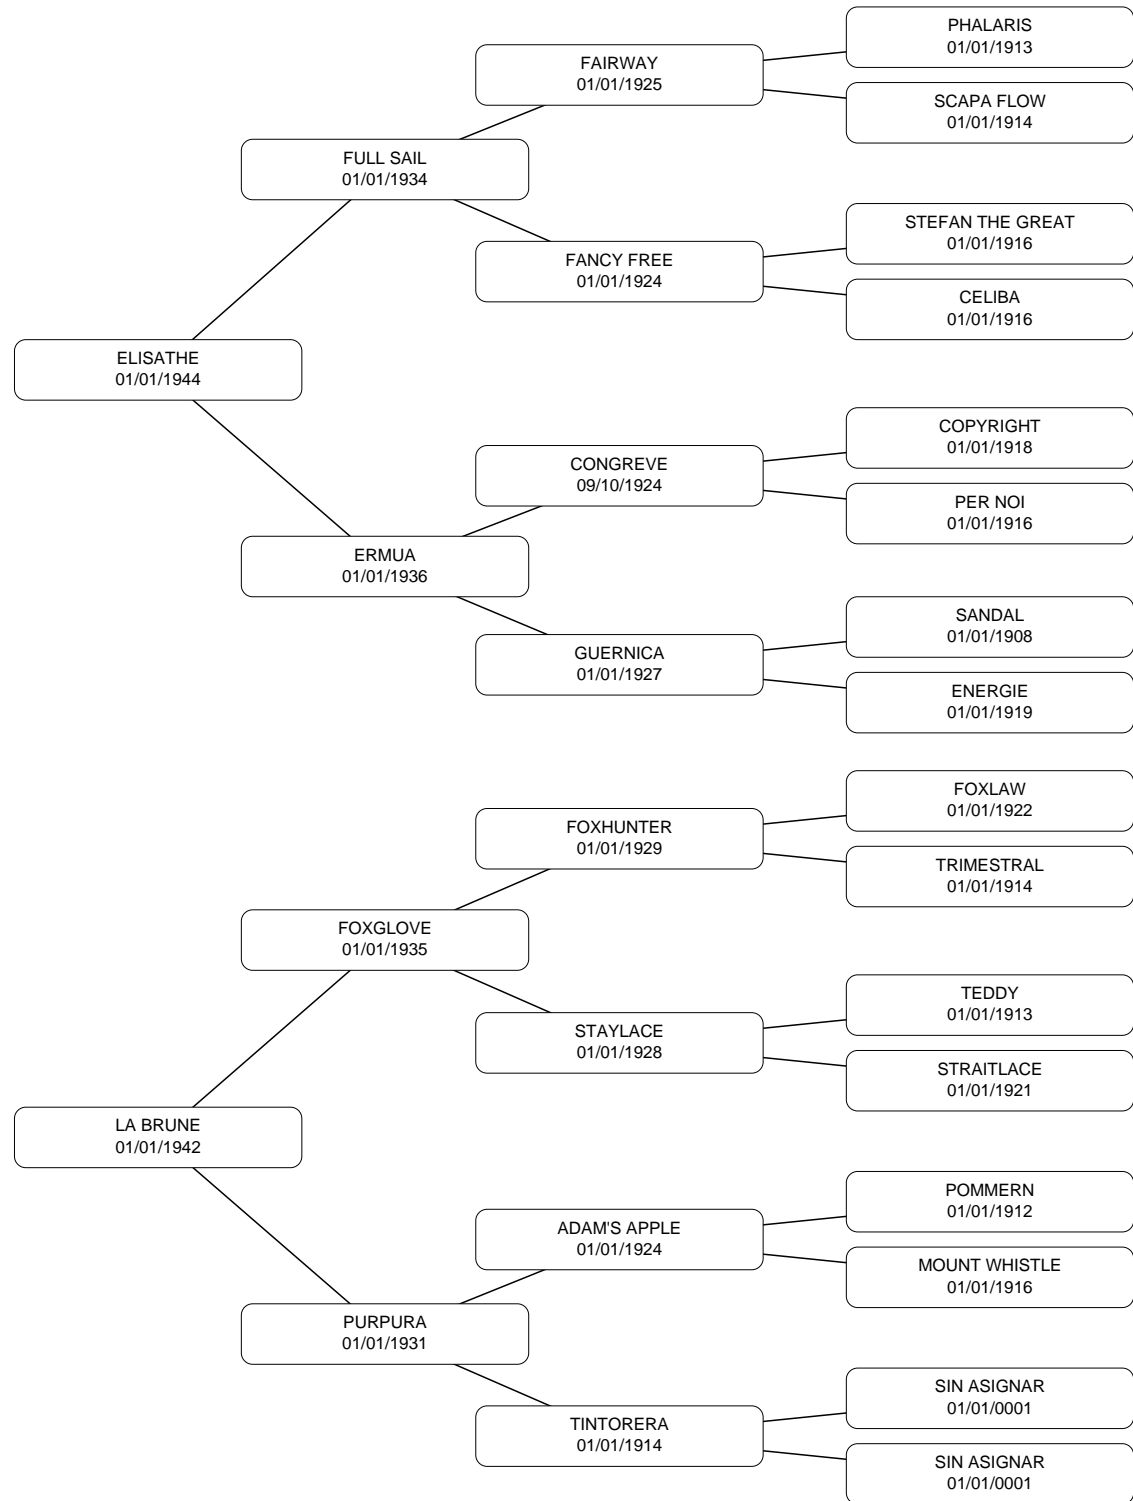 PHALARIS
01/01/1913
FAIRWAY
01/01/1925
SCAPA FLOW
01/01/1914
FULL SAIL
01/01/1934
STEFAN THE GREAT
01/01/1916
FANCY FREE
01/01/1924
CELIBA
01/01/1916
ELISATHE
01/01/1944
COPYRIGHT
01/01/1918
CONGREVE
09/10/1924
PER NOI
01/01/1916
ERMUA
01/01/1936
SANDAL
01/01/1908
GUERNICA
01/01/1927
ENERGIE
01/01/1919
FOXLAW
01/01/1922
FOXHUNTER
01/01/1929
TRIMESTRAL
01/01/1914
FOXGLOVE
01/01/1935
TEDDY
01/01/1913
STAYLACE
01/01/1928
STRAITLACE
01/01/1921
LA BRUNE
01/01/1942
POMMERN
01/01/1912
ADAM'S APPLE
01/01/1924
MOUNT WHISTLE
01/01/1916
PURPURA
01/01/1931
SIN ASIGNAR
01/01/0001
TINTORERA
01/01/1914
SIN ASIGNAR
01/01/0001